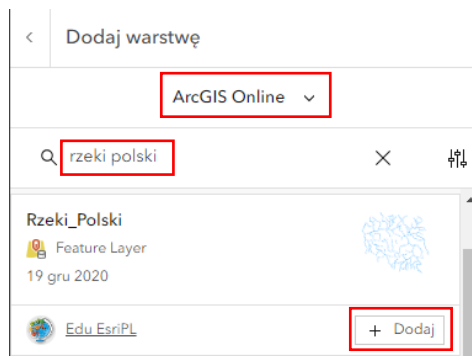 Dodaj warstwę
ArcGIS Online
rzeki polski
Rzeki_Polski
Feature Layer
19 gru 2020
Edu EsriPL
+ Dodaj